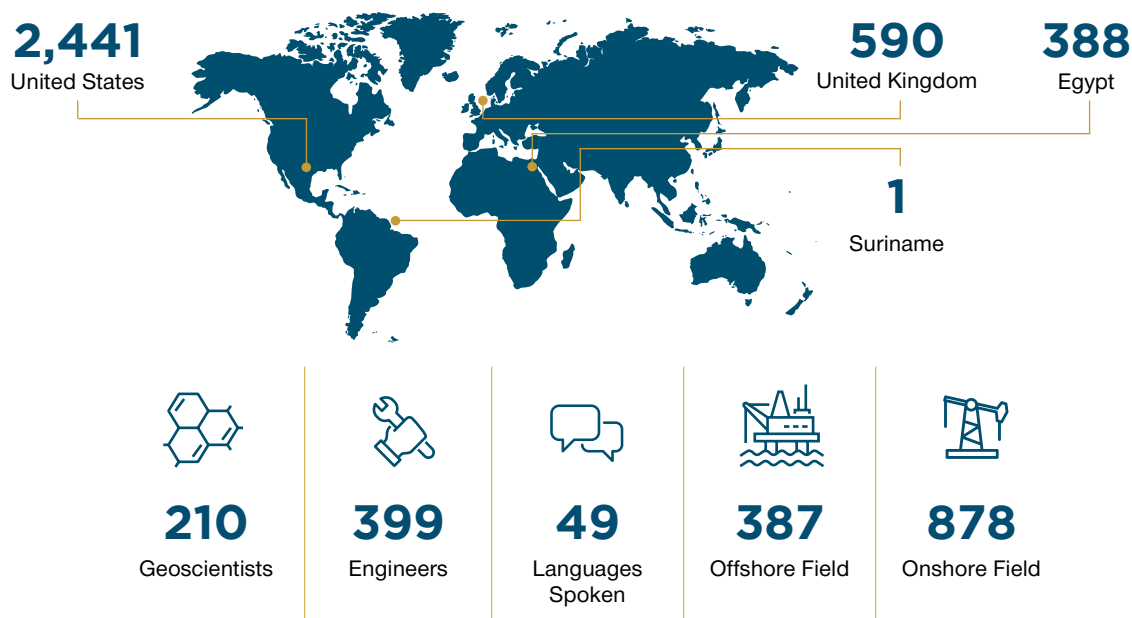 2,441
United States
590
United Kingdom
388
Egypt
1
Suriname
210
Geoscientists
399
Engineers
49
Languages
Spoken
387
Offshore Field
878
Onshore Field